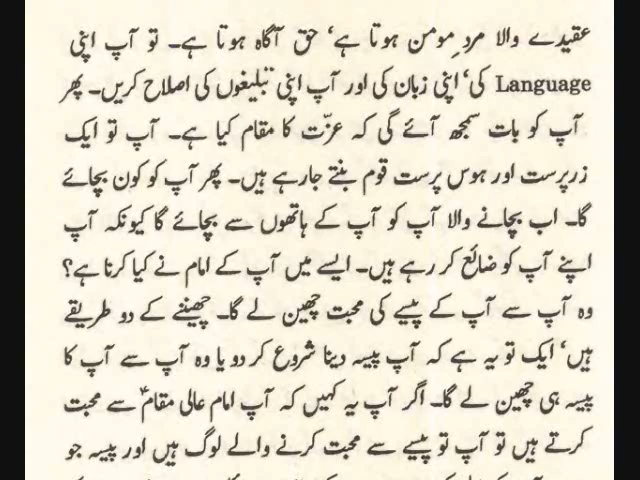 عقیدے والا مردِ مومن ہوتا ہے‘ حق آگاہ ہوتا ہے۔ تو آپ اپنی
Language کی‘ اپنی زبان کی اور آپ اپنی تبلیغوں کی اصلاح کریں۔ پھر
آپ کو بات سمجھ آئے گی کہ عزّت کا مقام کیا ہے۔ آپ تو ایک
زرپرست اور ہوس پرست قوم بنتے جارہے ہیں۔ پھر آپ کو کون بچائے
گا۔ اب بچانے والا آپ کو آپ کے ہاتھوں سے بچائے گا کیونکہ آپ
اپنے آپ کو ضائع کر رہے ہیں۔ ایسے میں آپ کے امام نے کیا کرنا ہے؟
وہ آپ سے آپ کے پیسے کی محبت چھین لے گا۔ چھیننے کے دو طریقے
ہیں‘ ایک تو یہ ہے کہ آپ پیسہ دینا شروع کر دو یا وہ آپ سے آپ کا
پیسہ ہی چھین لے گا۔ اگر آپ یہ کہیں کہ آپ امام عالی مقامؑ سے محبت
کرتے ہیں تو آپ تو پیسے سے محبت کرنے والے لوگ ہیں اور پیسہ جو